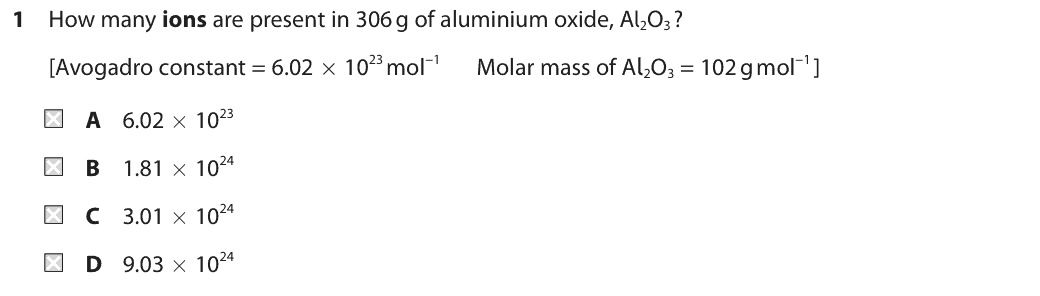 1 How many ions are present in 306 g of aluminium oxide, Al₂O₃?
[Avogadro constant = 6.02 × 10²³ mol⁻¹ Molar mass of Al₂O₃ = 102 g mol⁻¹]
A 6.02 × 10²³
B 1.81 × 10²⁴
C 3.01 × 10²⁴
D 9.03 × 10²⁴